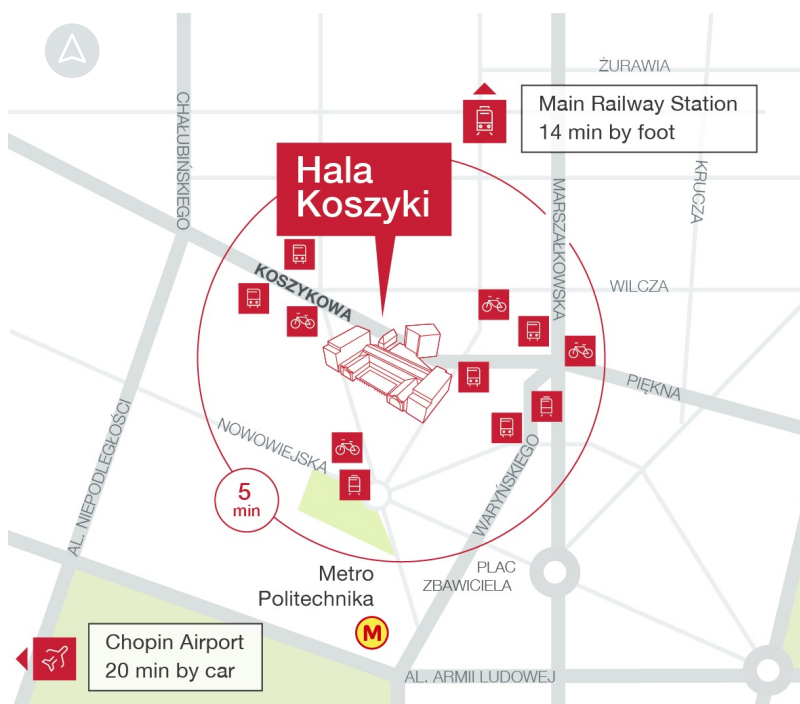 ŻURAWIA
Main Railway Station
14 min by foot
CHAŁUBIŃSKIEGO
Hala
Koszyki
MARSZAŁKOWSKA
KRUCZA
KOSZYKOWA
WILCZA
PIĘKNA
NOWOWIEJSKA
AL. NIEPODLEGŁOŚCI
WARYŃSKIEGO
5
min
PLAC
ZBAWICIELA
Metro
Politechnika
M
Chopin Airport
20 min by car
AL. ARMII LUDOWEJ